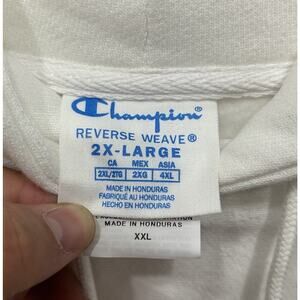 Champion®
REVERSE WEAVE®
2X-LARGE
CA MEX ASIA
2XL/2TG 2XG 4XL
MADE IN HONDURAS
FABRIQUÉ AU HONDURAS
HECHO EN HONDURAS
MADE IN HONDURAS
XXL